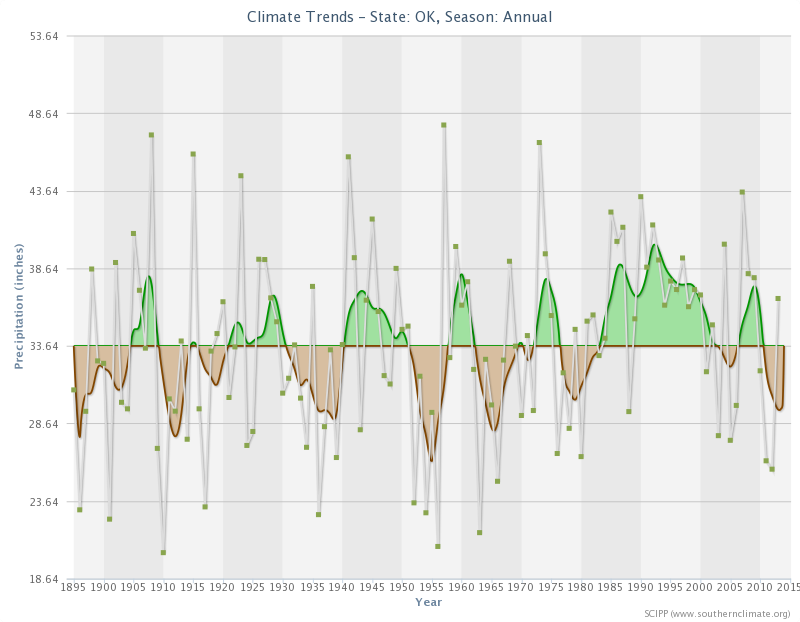 Climate Trends - State: OK, Season: Annual
53.64
48.64
43.64
38.64
33.64
28.64
23.64
18.64
Precipitation (inches)
1895 1900 1905 1910 1915 1920 1925 1930 1935 1940 1945 1950 1955 1960 1965 1970 1975 1980 1985 1990 1995 2000 2005 2010 2015
Year
SCIPP (www.southernclimate.org)